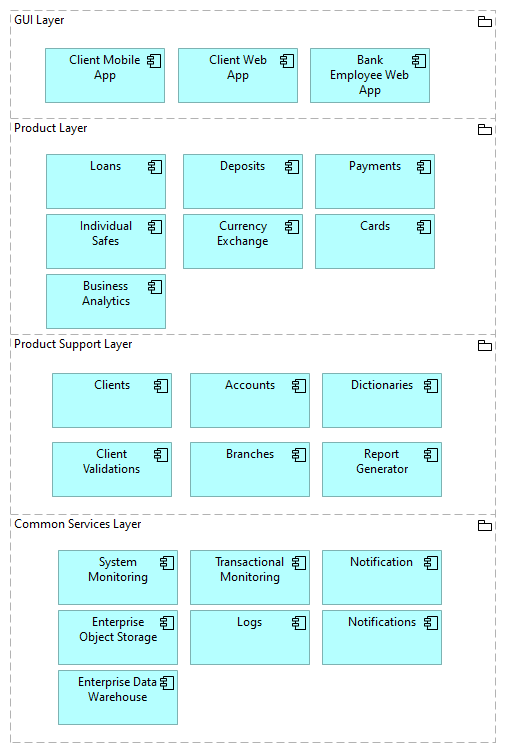 GUI Layer
Client Mobile
App
Client Web
App
Bank
Employee Web
App
Product Layer
Loans
Deposits
Payments
Individual
Safes
Currency
Exchange
Cards
Business
Analytics
Product Support Layer
Clients
Accounts
Dictionaries
Client
Validations
Branches
Report
Generator
Common Services Layer
System
Monitoring
Transactional
Monitoring
Notification
Enterprise
Object Storage
Logs
Notifications
Enterprise Data
Warehouse